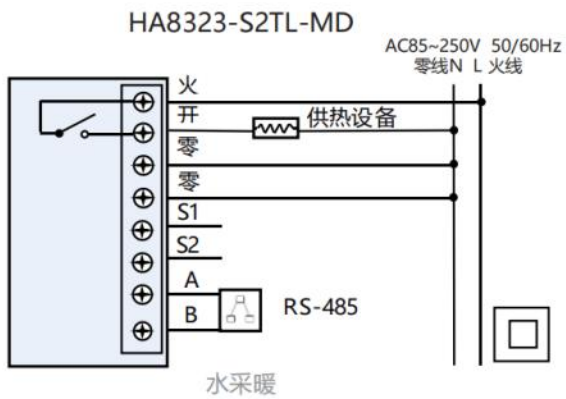 HA8323-S2TL-MD
AC85~250V 50/60Hz
零线N L 火线
火
开
供热设备
零
零
S1
S2
A
B
RS-485
水采暖